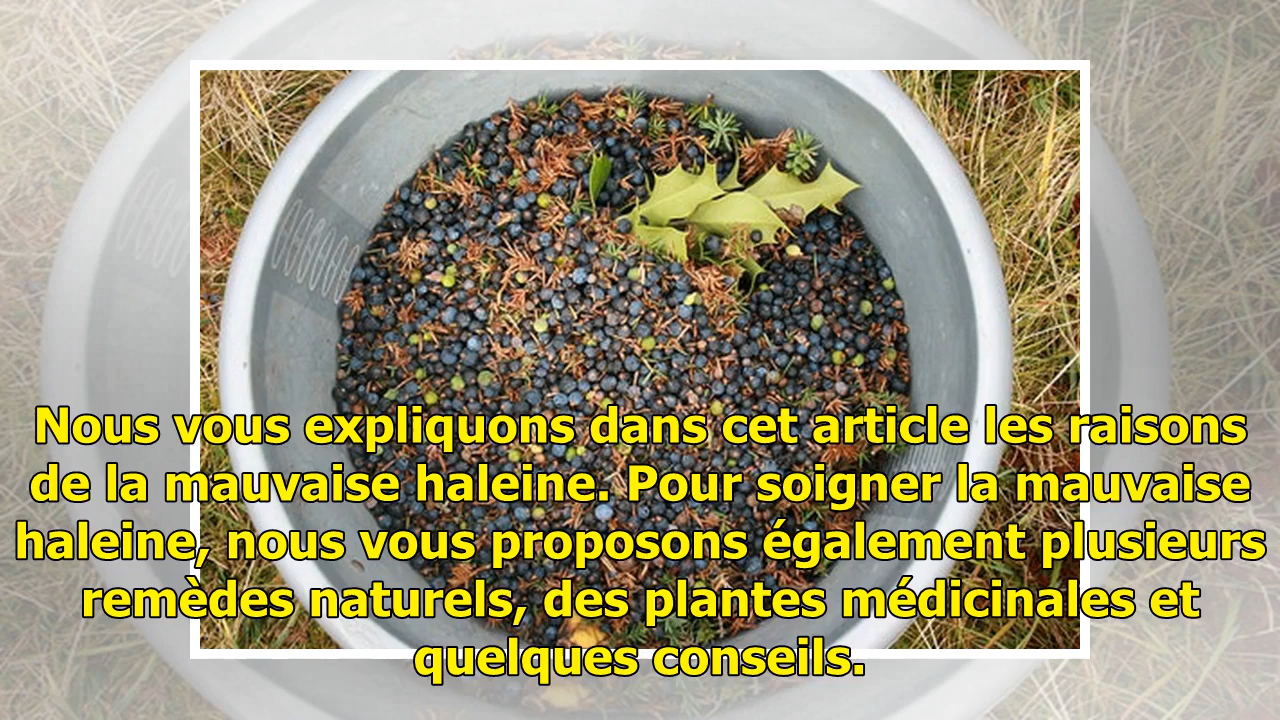 Nous vous expliquons dans cet article les raisons
de la mauvaise haleine. Pour soigner la mauvaise
haleine, nous vous proposons également plusieurs
remèdes naturels, des plantes médicinales et
quelques conseils.